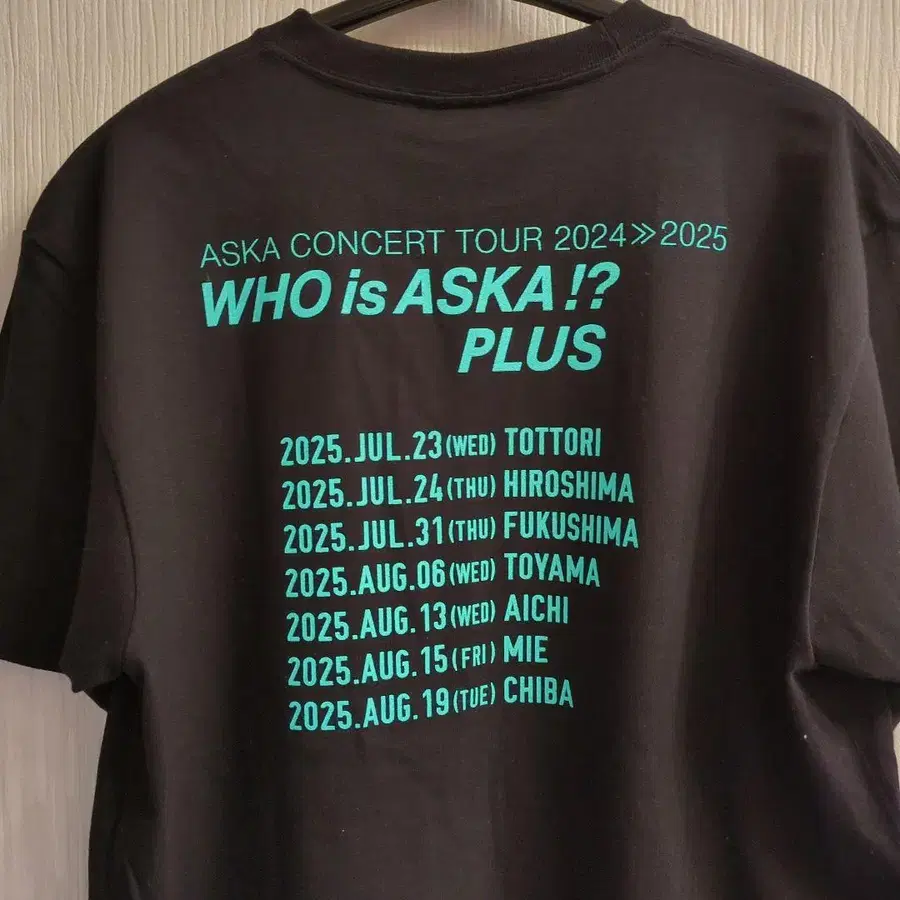 ASKA CONCERT TOUR 2024≫2025
WHO is ASKA !?
PLUS
2025.JUL.23(WED) TOTTORI
2025.JUL.24(THU) HIROSHIMA
2025.JUL.31(THU) FUKUSHIMA
2025.AUG.06(WED) TOYAMA
2025.AUG.13(WED) AICHI
2025.AUG.15(FRI) MIE
2025.AUG.19(TUE) CHIBA